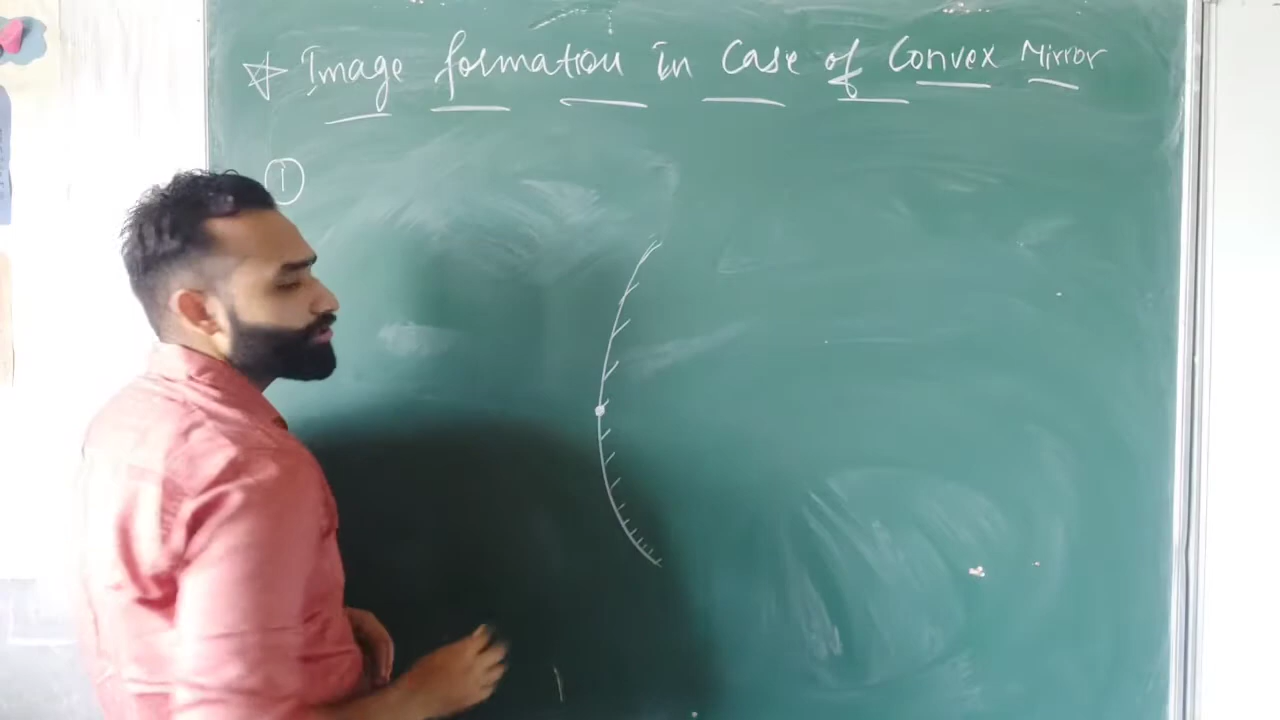 ☆ Image formation in Case of Convex Mirror
①